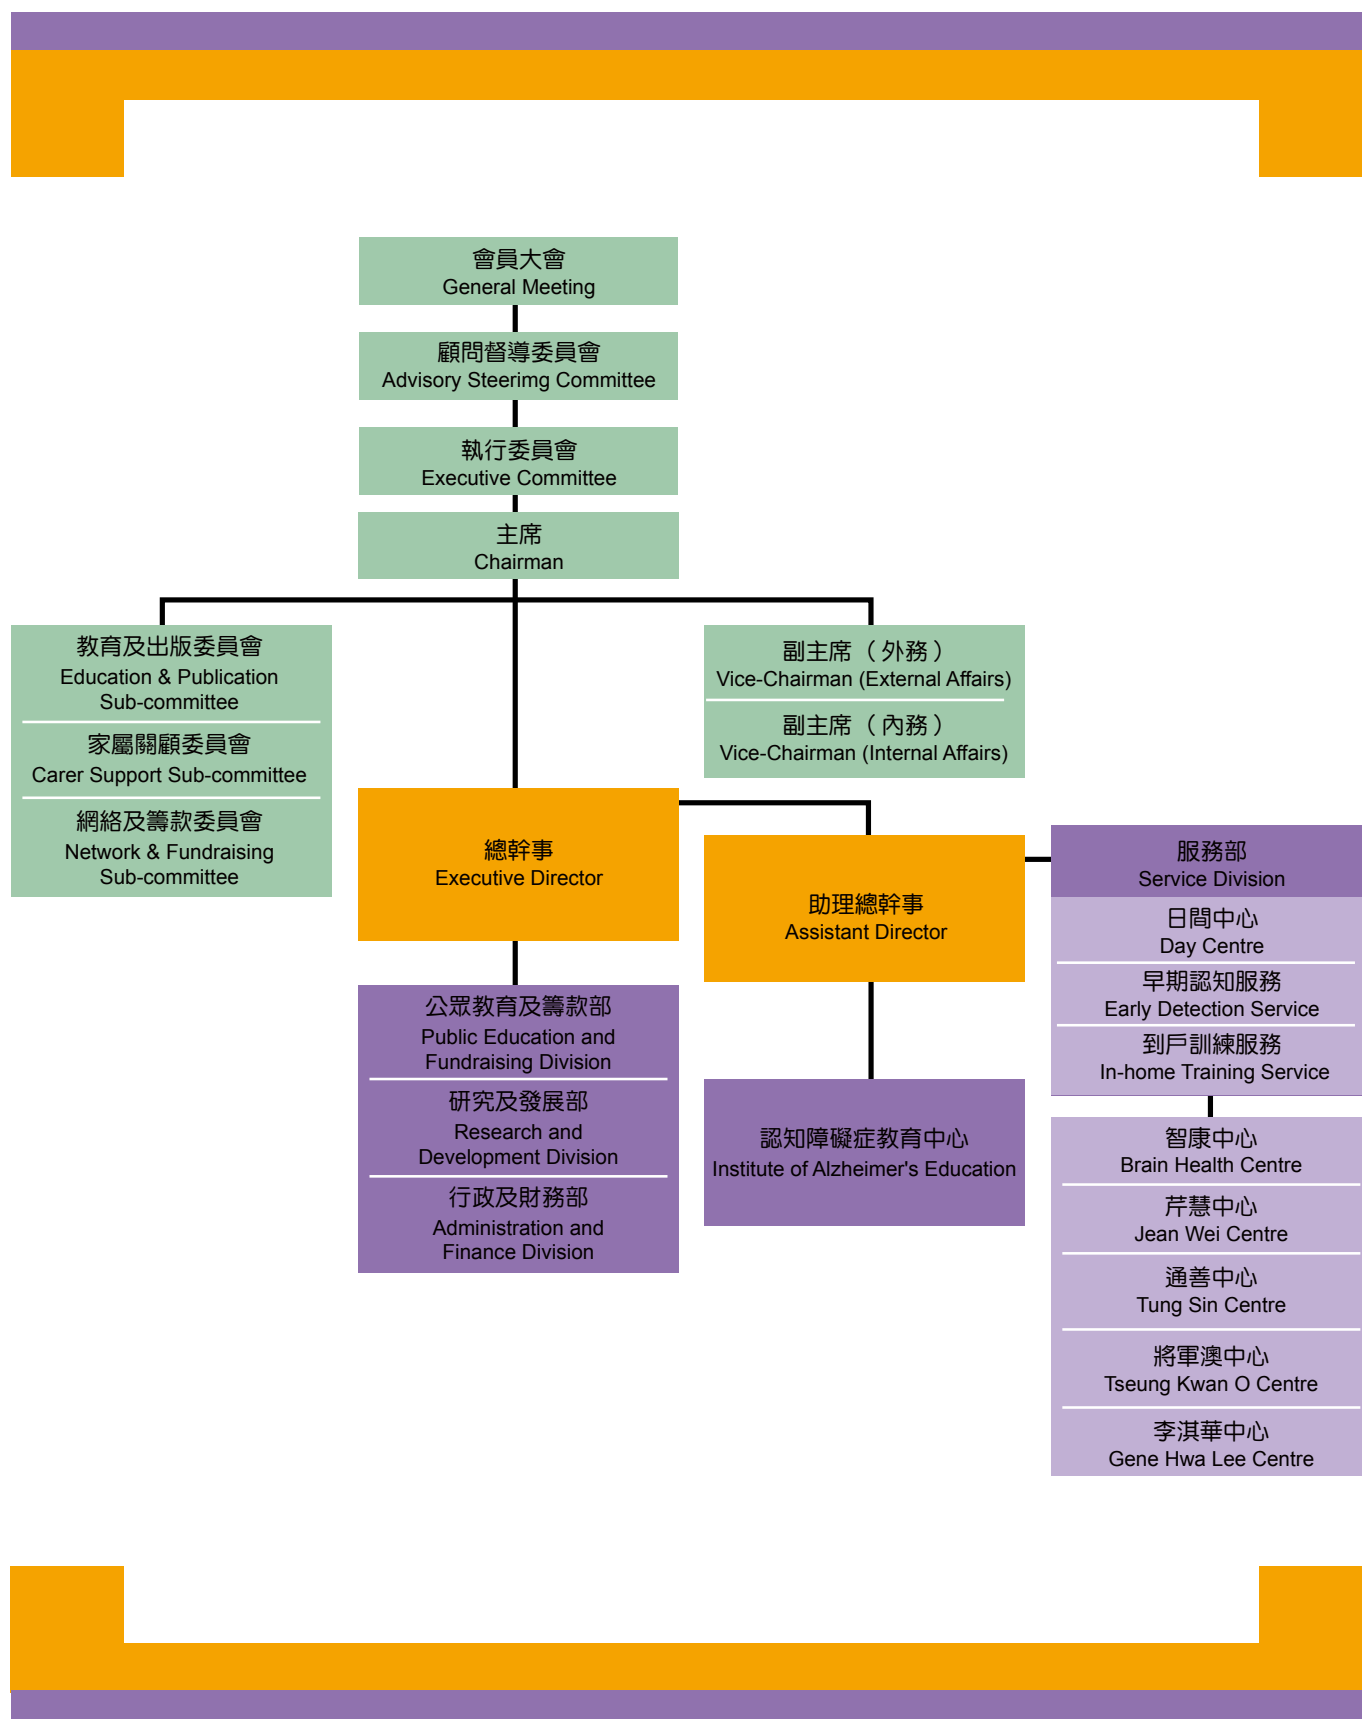 會員大會
General Meeting
顧問督導委員會
Advisory Steerimg Committee
執行委員會
Executive Committee
主席
Chairman
教育及出版委員會
Education & Publication
Sub-committee
家屬關顧委員會
Carer Support Sub-committee
網絡及籌款委員會
Network & Fundraising
Sub-committee
副主席（外務）
Vice-Chairman (External Affairs)
副主席（內務）
Vice-Chairman (Internal Affairs)
總幹事
Executive Director
助理總幹事
Assistant Director
服務部
Service Division
日間中心
Day Centre
早期認知服務
Early Detection Service
到戶訓練服務
In-home Training Service
公眾教育及籌款部
Public Education and
Fundraising Division
研究及發展部
Research and
Development Division
行政及財務部
Administration and
Finance Division
認知障礙症教育中心
Institute of Alzheimer's Education
智康中心
Brain Health Centre
芹慧中心
Jean Wei Centre
通善中心
Tung Sin Centre
將軍澳中心
Tseung Kwan O Centre
李淇華中心
Gene Hwa Lee Centre